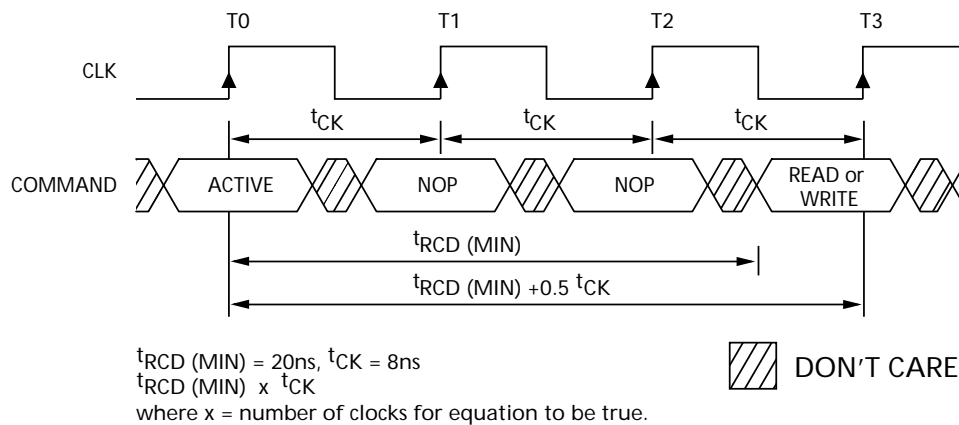 T0 T1 T2 T3
CLK
tCK tCK tCK
COMMAND ACTIVE NOP NOP READ or WRITE
tRCD (MIN)
tRCD (MIN) +0.5 tCK
tRCD (MIN) = 20ns, tCK = 8ns
tRCD (MIN) x tCK
where x = number of clocks for equation to be true.
DON'T CARE